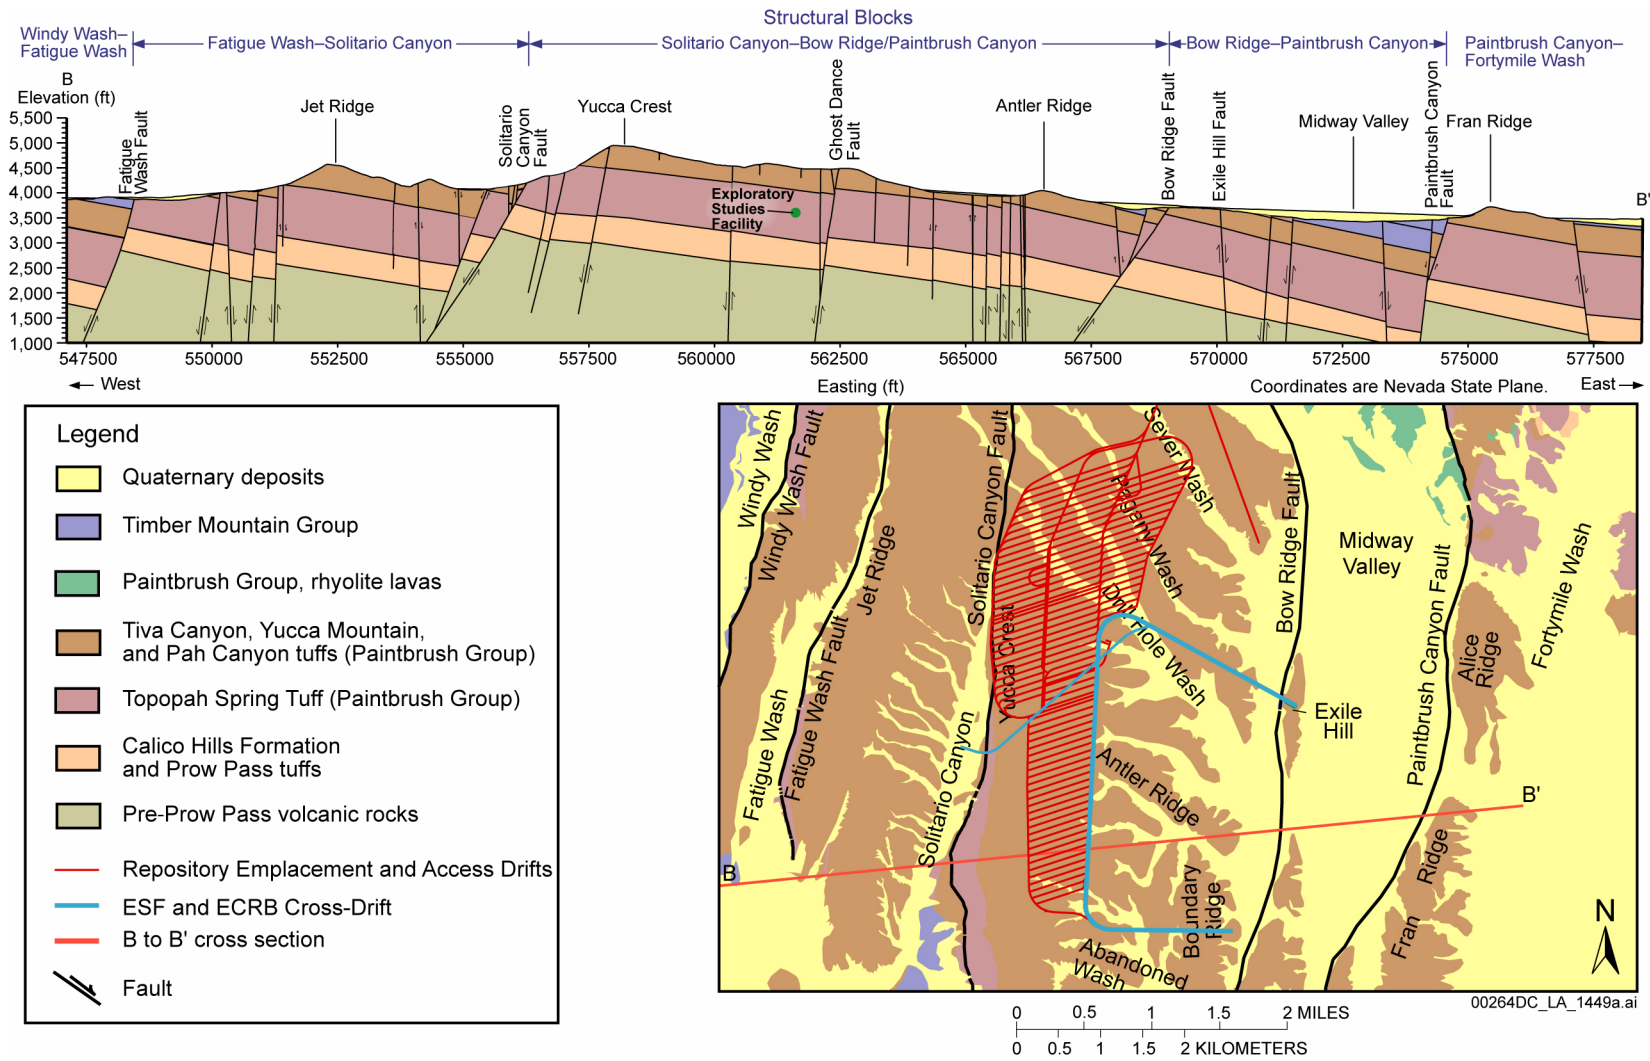 Structural Blocks
Windy Wash–
Fatigue Wash
Fatigue Wash–Solitario Canyon
Solitario Canyon–Bow Ridge/Paintbrush Canyon
Bow Ridge–Paintbrush Canyon
Paintbrush Canyon–
Fortymile Wash
B
Elevation (ft)
Fatigue
Wash Fault
Jet Ridge
Solitario
Canyon
Fault
Yucca Crest
Ghost Dance
Fault
Antler Ridge
Bow Ridge Fault
Exile Hill Fault
Midway Valley
Paintbrush Canyon
Fault
Fran Ridge
B'
5,500
5,000
4,500
4,000
3,500
3,000
2,500
2,000
1,500
1,000
Exploratory
Studies
Facility
547500
550000
552500
555000
557500
560000
562500
565000
567500
570000
572500
575000
577500
West
Easting (ft)
Coordinates are Nevada State Plane.
East
Legend
Quaternary deposits
Timber Mountain Group
Paintbrush Group, rhyolite lavas
Tiva Canyon, Yucca Mountain,
and Pah Canyon tuffs (Paintbrush Group)
Topopah Spring Tuff (Paintbrush Group)
Calico Hills Formation
and Prow Pass tuffs
Pre-Prow Pass volcanic rocks
Repository Emplacement and Access Drifts
ESF and ECRB Cross-Drift
B to B' cross section
Fault
Windy Wash
Windy Wash Fault
Jet Ridge
Fatigue Wash
Fatigue Wash Fault
Solitario Canyon Fault
Solitario Canyon
Yucca Crest
Sever Wash
Pagany Wash
Drill Hole Wash
Bow Ridge Fault
Midway
Valley
Exile
Hill
Paintbrush Canyon Fault
Alice
Ridge
Fortymile Wash
Antler Ridge
B
B'
Boundary
Ridge
Fran
Ridge
Abandoned
Wash
N
00264DC_LA_1449a.ai
0 0.5 1 1.5 2 MILES
0 0.5 1 1.5 2 KILOMETERS